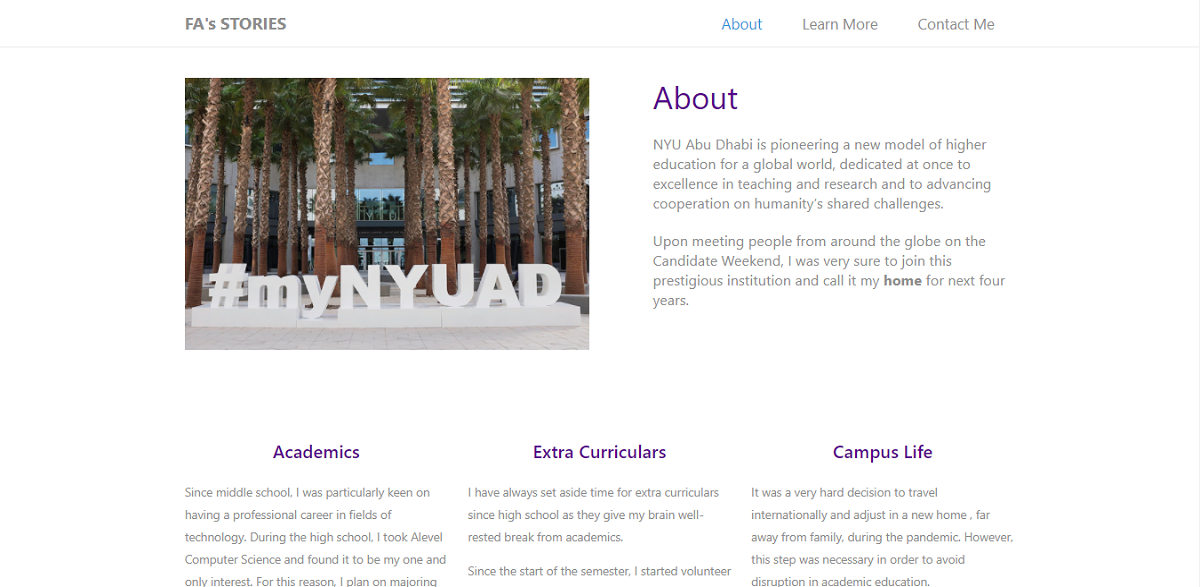 FA's STORIES
About
Learn More
Contact Me
#myNYUAD
About
NYU Abu Dhabi is pioneering a new model of higher
education for a global world, dedicated at once to
excellence in teaching and research and to advancing
cooperation on humanity’s shared challenges.
Upon meeting people from around the globe on the
Candidate Weekend, I was very sure to join this
prestigious institution and call it my home for next four
years.
Academics
Since middle school, I was particularly keen on
having a professional career in fields of
technology. During the high school, I took Alevel
Computer Science and found it to be my one and
only interest. For this reason, I plan on majoring
Extra Curriculars
I have always set aside time for extra curriculars
since high school as they give my brain well-
rested break from academics.
Since the start of the semester, I started volunteer
Campus Life
It was a very hard decision to travel
internationally and adjust in a new home , far
away from family, during the pandemic. However,
this step was necessary in order to avoid
disruption in academic education.